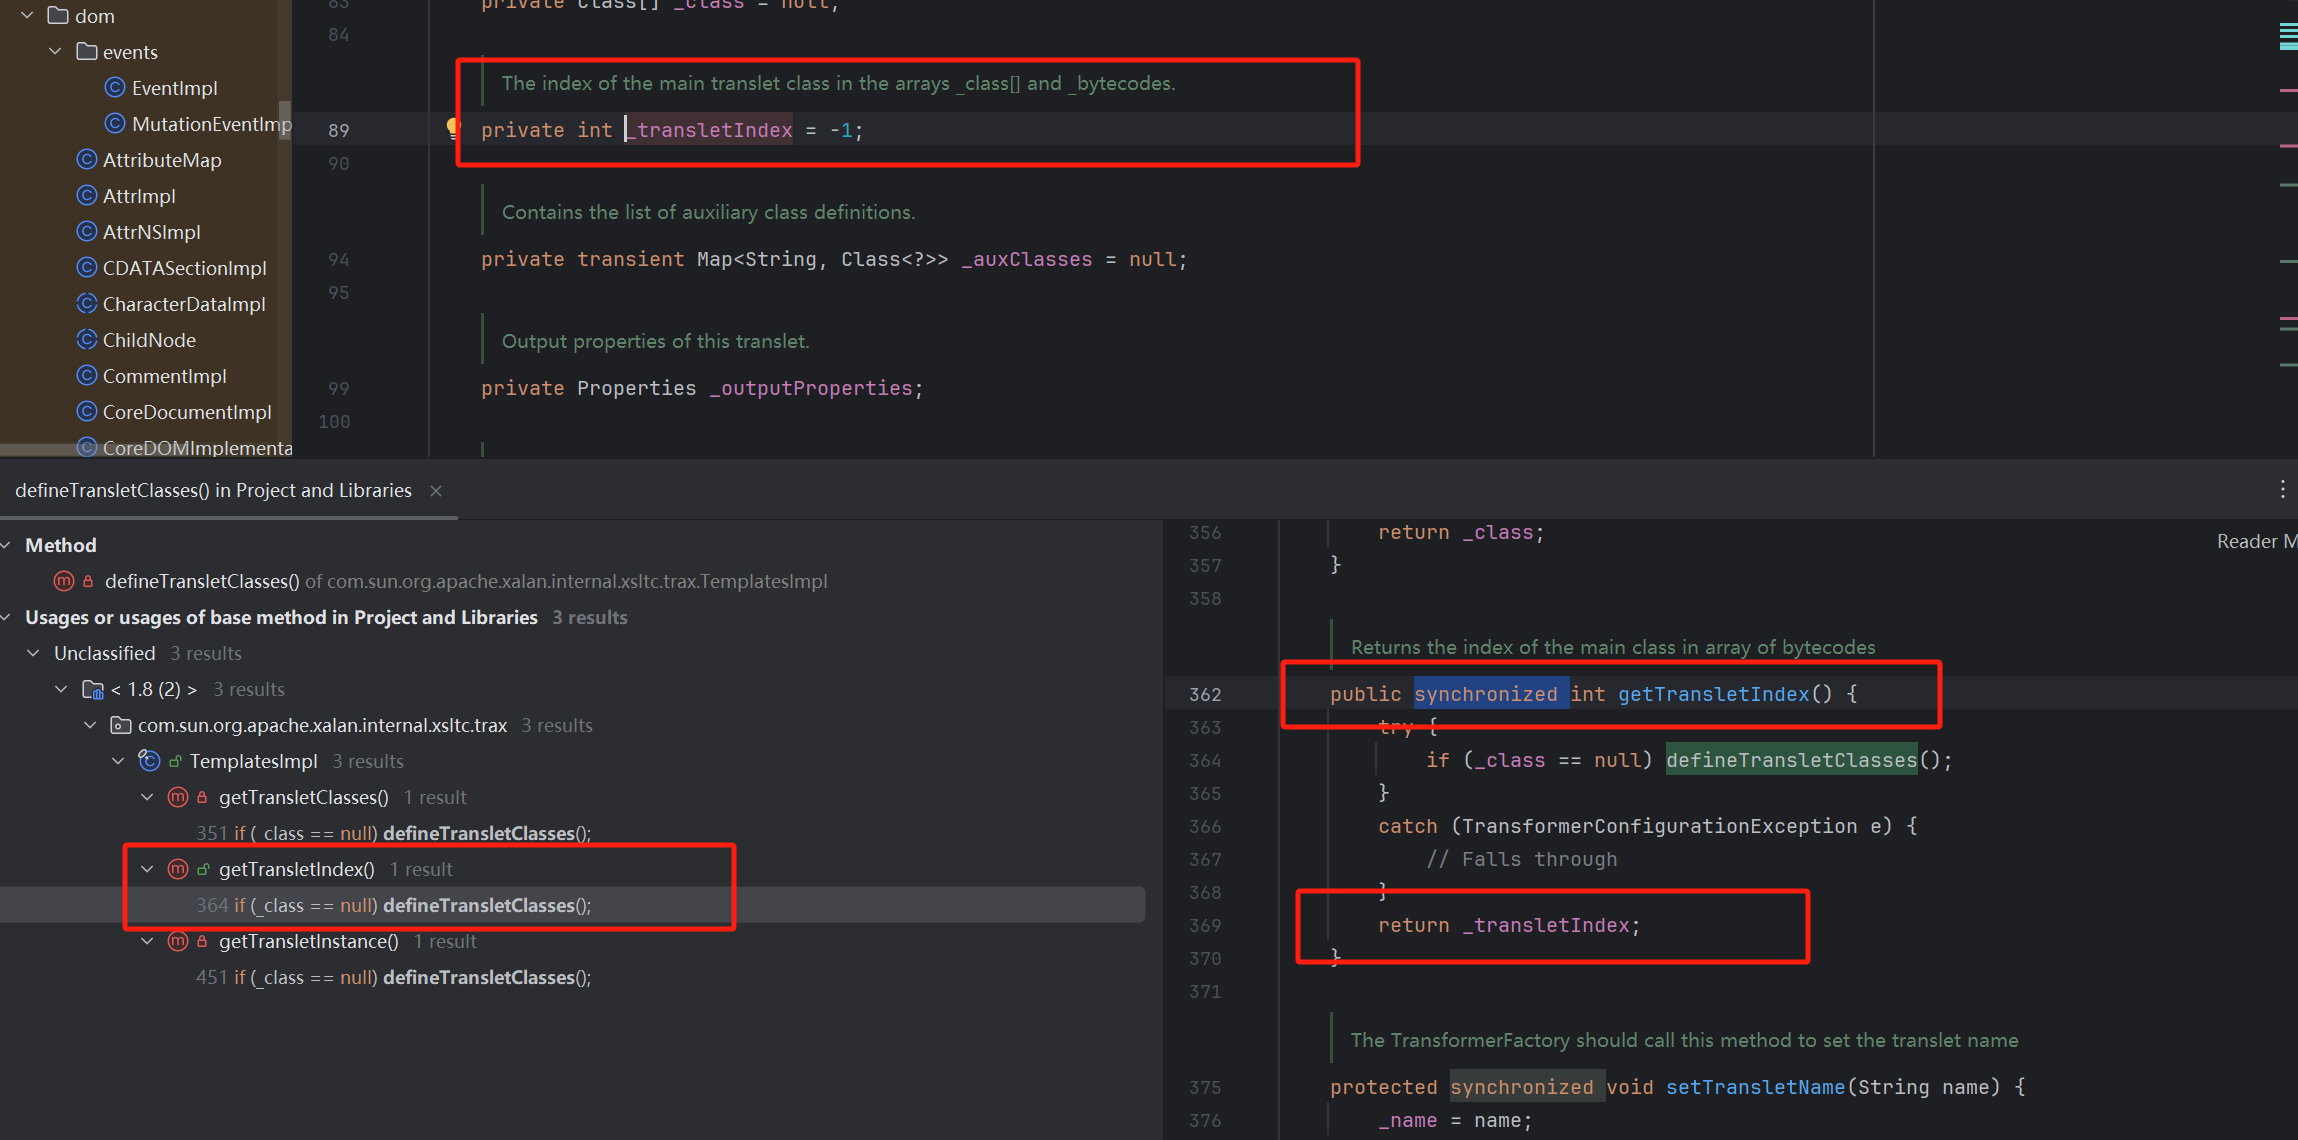 dom
events
EventImpl
MutationEventImp
AttributeMap
AttrImpl
AttrNSImpl
CDATASectionImpl
CharacterDataImpl
ChildNode
CommentImpl
CoreDocumentImpl
CoreDOMImplementa
83 private Class[] _class = null;
84
The index of the main translet class in the arrays _class[] and _bytecodes.
89 private int _transletIndex = -1;
90
Contains the list of auxiliary class definitions.
94 private transient Map<String, Class<?>> _auxClasses = null;
95
Output properties of this translet.
99 private Properties _outputProperties;
100
defineTransletClasses() in Project and Libraries
Method
defineTransletClasses() of com.sun.org.apache.xalan.internal.xsltc.trax.TemplatesImpl
Usages or usages of base method in Project and Libraries 3 results
Unclassified 3 results
< 1.8 (2) > 3 results
com.sun.org.apache.xalan.internal.xsltc.trax 3 results
TemplatesImpl 3 results
getTransletClasses() 1 result
351 if (_class == null) defineTransletClasses();
getTransletIndex() 1 result
364 if (_class == null) defineTransletClasses();
getTransletInstance() 1 result
451 if (_class == null) defineTransletClasses();
356 return _class;
Reader M
357 }
358
Returns the index of the main class in array of bytecodes
362 public synchronized int getTransletIndex() {
363 try {
364 if (_class == null) defineTransletClasses();
365 }
366 catch (TransformerConfigurationException e) {
367 // Falls through
368 }
369 return _transletIndex;
370 }
371
The TransformerFactory should call this method to set the translet name
375 protected synchronized void setTransletName(String name) {
376 _name = name;